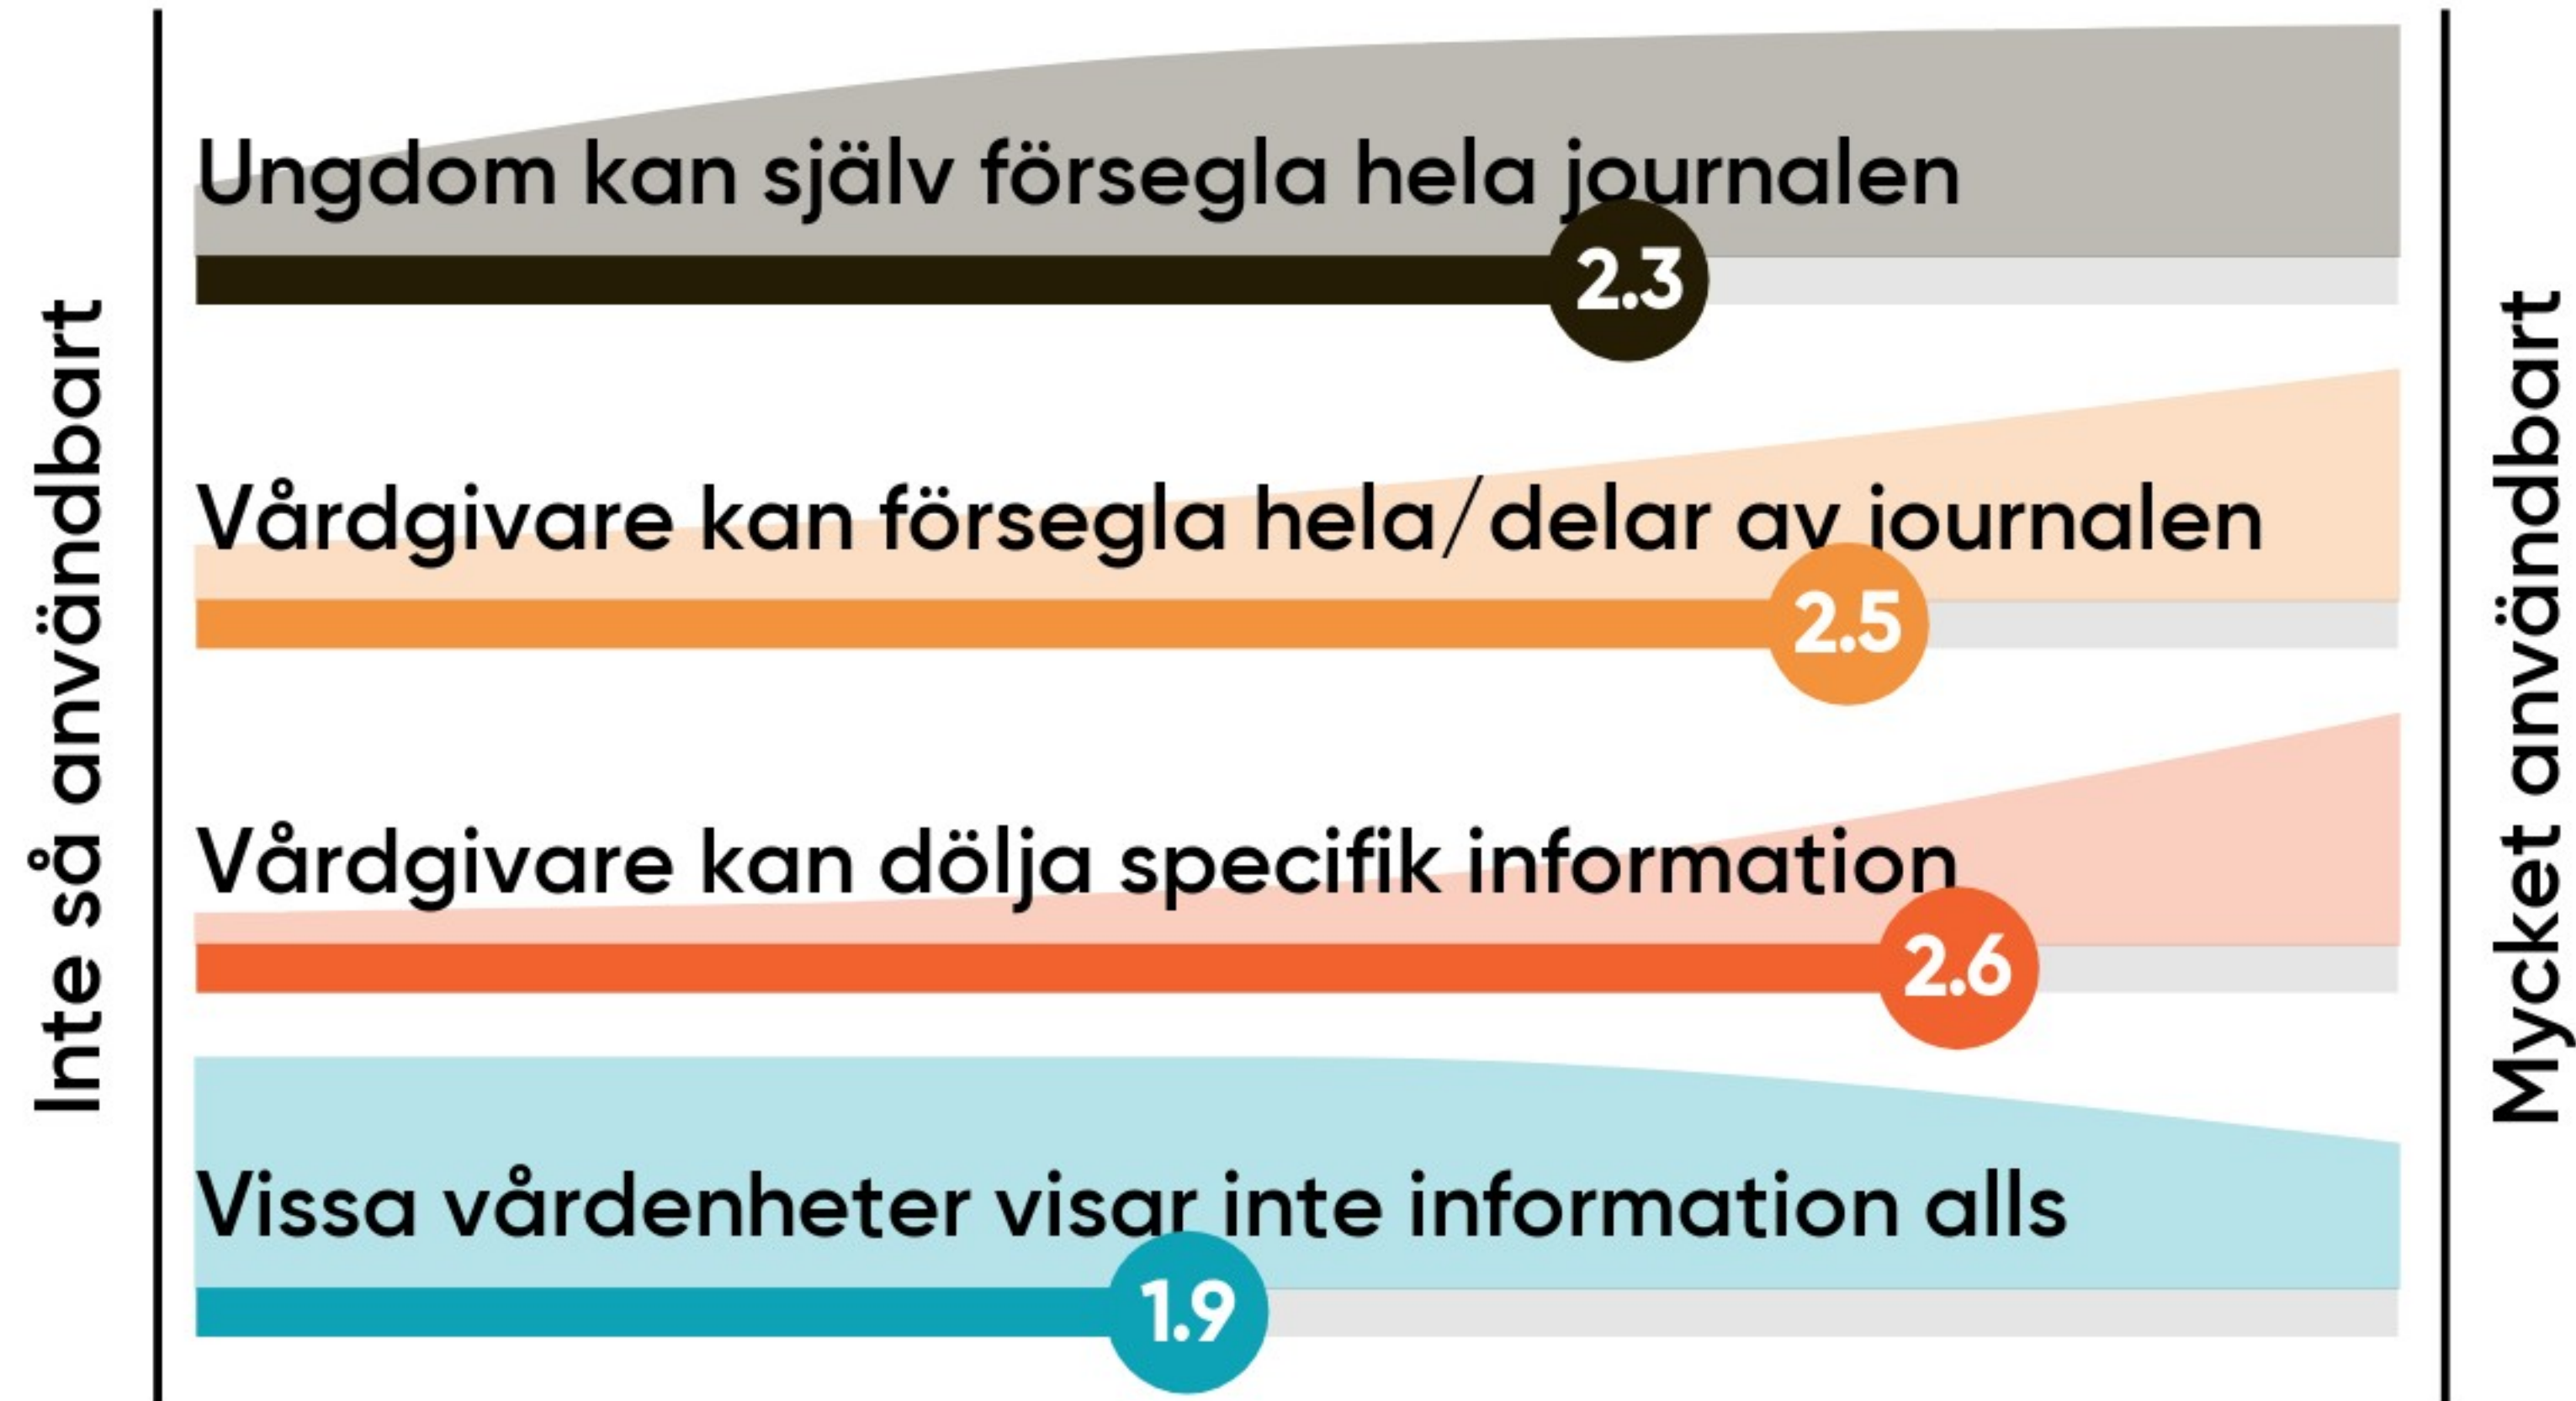 Inte så användbart
Ungdom kan själv försegla hela journalen
2.3
Vårdgivare kan försegla hela/delar av journalen
2.5
Vårdgivare kan dölja specifik information
2.6
Vissa vårdenheter visar inte information alls
1.9
Mycket användbart